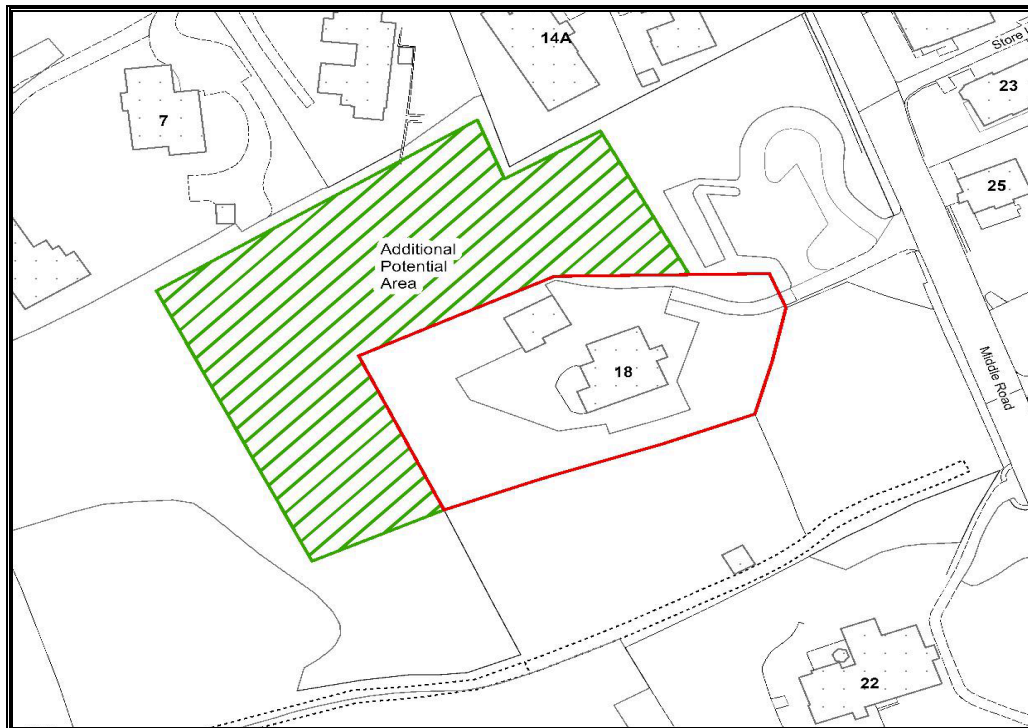 14A
Store
23
7
25
Additional
Potential
Area
18
Middle Road
22